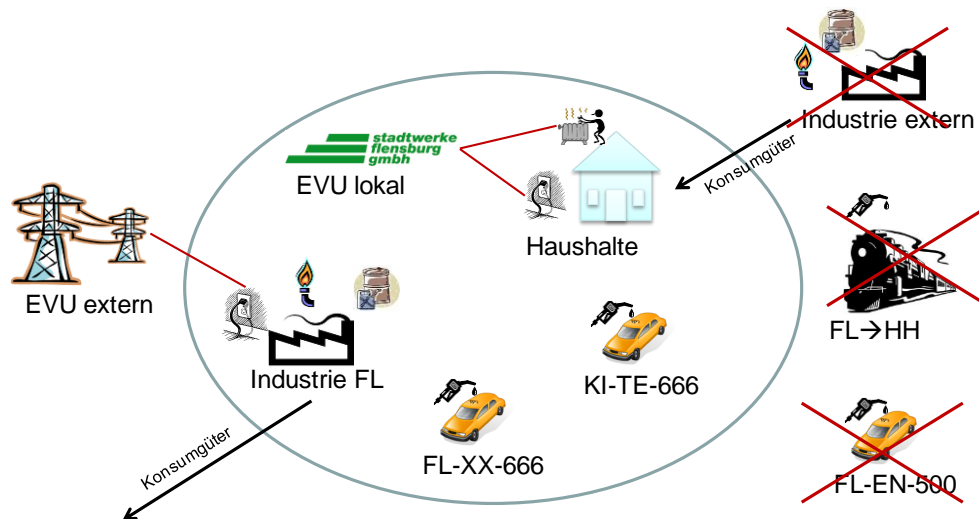 Industrie extern
Konsumgüter
stadtwerke
flensburg
gmbh
EVU lokal
Haushalte
EVU extern
FL→HH
Industrie FL
KI-TE-666
FL-XX-666
FL-EN-500
Konsumgüter